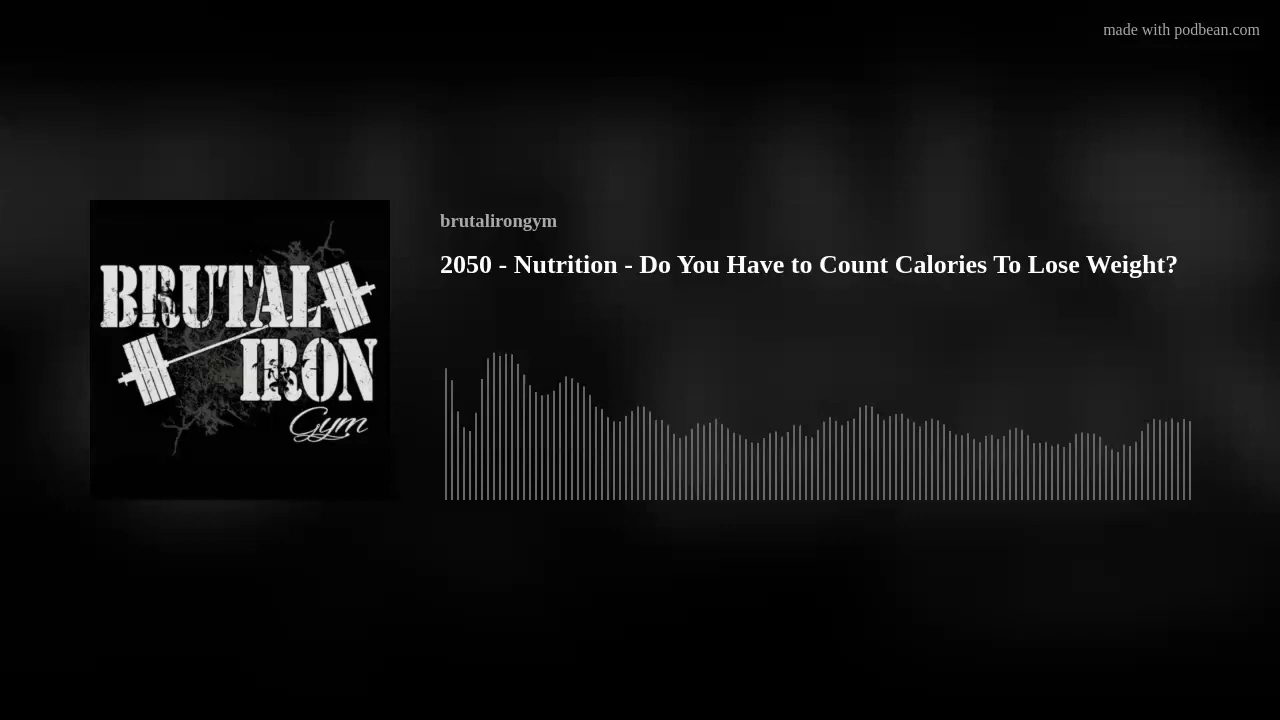 made with podbean.com
brutalirongym
2050 - Nutrition - Do You Have to Count Calories To Lose Weight?
BRUTAL
IRON
Gym